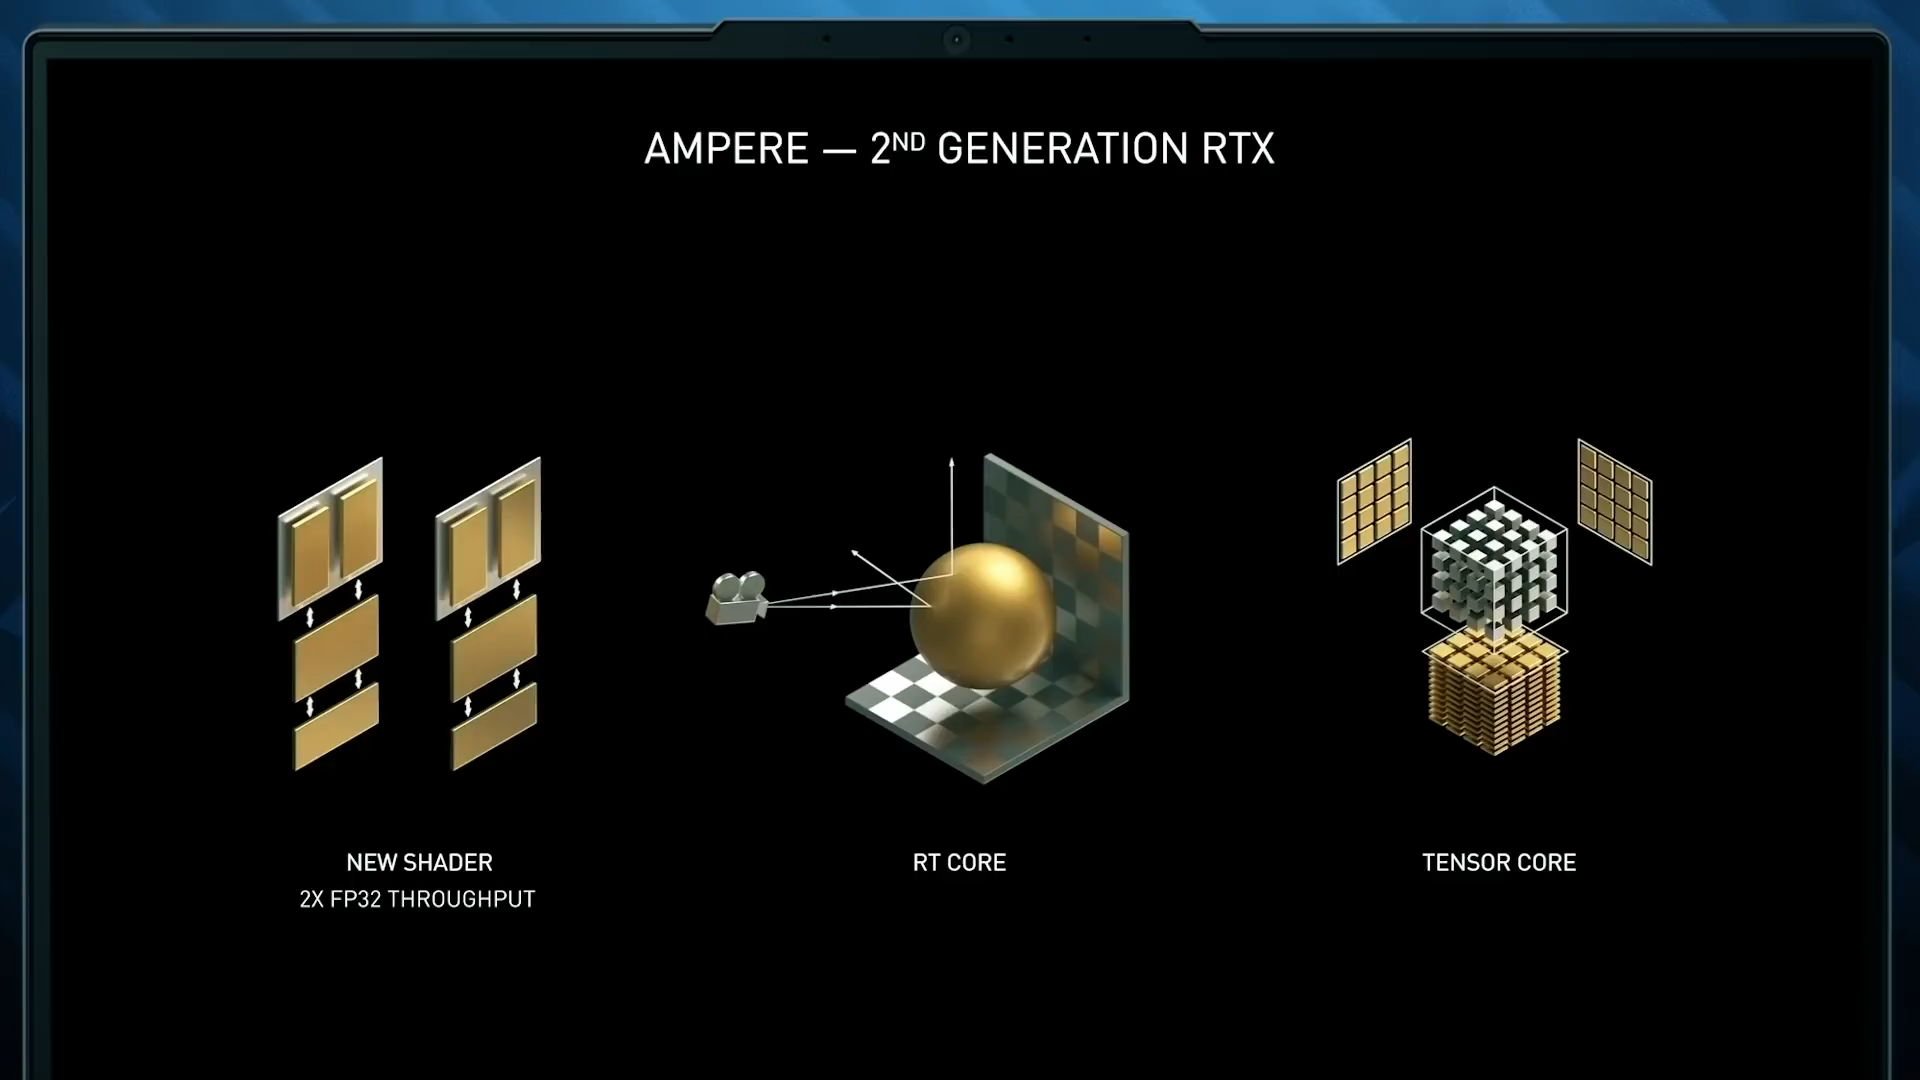 AMPERE — 2ND GENERATION RTX
NEW SHADER
2X FP32 THROUGHPUT
RT CORE
TENSOR CORE